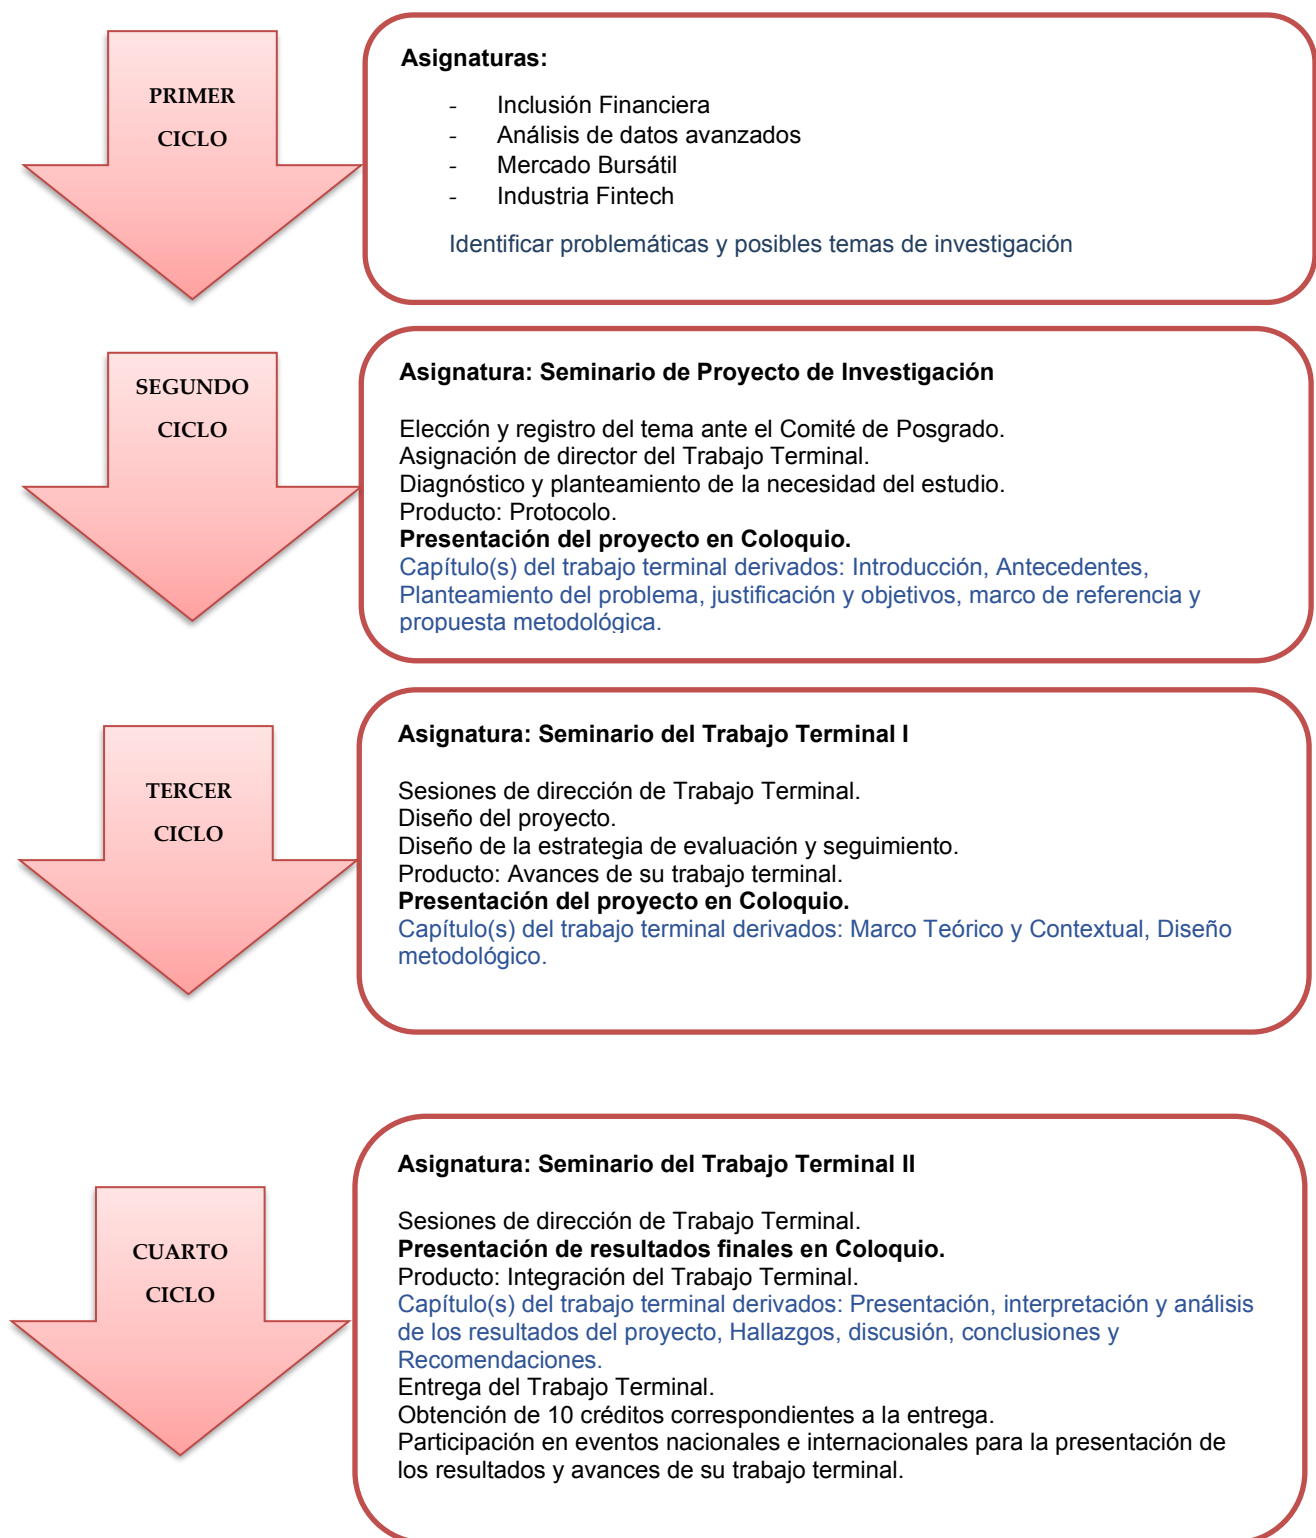 PRIMER
CICLO
Asignaturas:
- Inclusión Financiera
- Análisis de datos avanzados
- Mercado Bursátil
- Industria Fintech
Identificar problemáticas y posibles temas de investigación
SEGUNDO
CICLO
Asignatura: Seminario de Proyecto de Investigación
Elección y registro del tema ante el Comité de Posgrado.
Asignación de director del Trabajo Terminal.
Diagnóstico y planteamiento de la necesidad del estudio.
Producto: Protocolo.
Presentación del proyecto en Coloquio.
Capítulo(s) del trabajo terminal derivados: Introducción, Antecedentes,
Planteamiento del problema, justificación y objetivos, marco de referencia y
propuesta metodológica.
TERCER
CICLO
Asignatura: Seminario del Trabajo Terminal I
Sesiones de dirección de Trabajo Terminal.
Diseño del proyecto.
Diseño de la estrategia de evaluación y seguimiento.
Producto: Avances de su trabajo terminal.
Presentación del proyecto en Coloquio.
Capítulo(s) del trabajo terminal derivados: Marco Teórico y Contextual, Diseño
metodológico.
CUARTO
CICLO
Asignatura: Seminario del Trabajo Terminal II
Sesiones de dirección de Trabajo Terminal.
Presentación de resultados finales en Coloquio.
Producto: Integración del Trabajo Terminal.
Capítulo(s) del trabajo terminal derivados: Presentación, interpretación y análisis
de los resultados del proyecto, Hallazgos, discusión, conclusiones y
Recomendaciones.
Entrega del Trabajo Terminal.
Obtención de 10 créditos correspondientes a la entrega.
Participación en eventos nacionales e internacionales para la presentación de
los resultados y avances de su trabajo terminal.